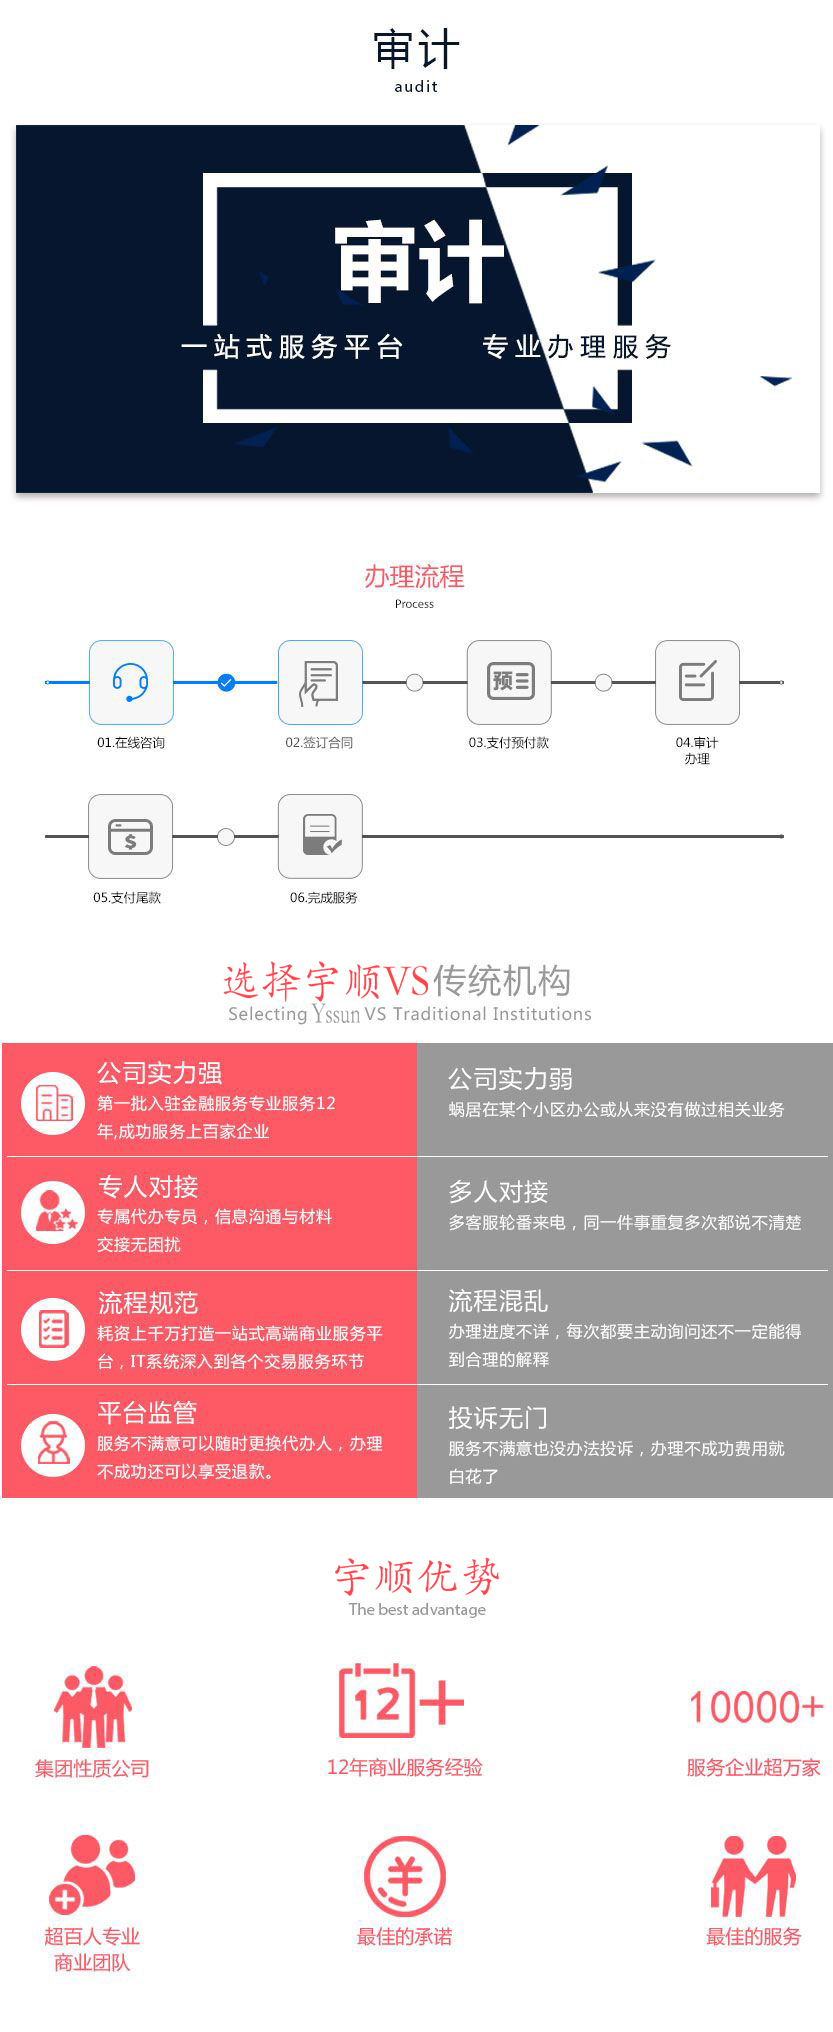 审计
audit
审计
一站式服务平台 专业办理服务
办理流程
Process
预
01.在线咨询 02.签订合同 03.支付预付款 04.审计
办理
$
05.支付尾款 06.完成服务
选择宇顺VS传统机构
Selecting Yssun VS Traditional Institutions
公司实力强
第一批入驻金融服务专业服务12
年,成功服务上百家企业
公司实力弱
蜗居在某个小区办公或从来没有做过相关业务
专人对接
专属代办专员，信息沟通与材料
交接无困扰
多人对接
多客服轮番来电，同一件事重复多次都说不清楚
流程规范
耗资上千万打造一站式高端商业服务平
台，IT系统深入到各个交易服务环节
流程混乱
办理进度不详，每次都要主动询问还不一定能得
到合理的解释
平台监管
服务不满意可以随时更换代办人，办理
不成功还可以享受退款。
投诉无门
服务不满意也没办法投诉，办理不成功费用就
白花了
宇顺优势
The best advantage
12+
10000+
集团性质公司 12年商业服务经验 服务企业超万家
超百人专业
商业团队
最佳的承诺
最佳的服务